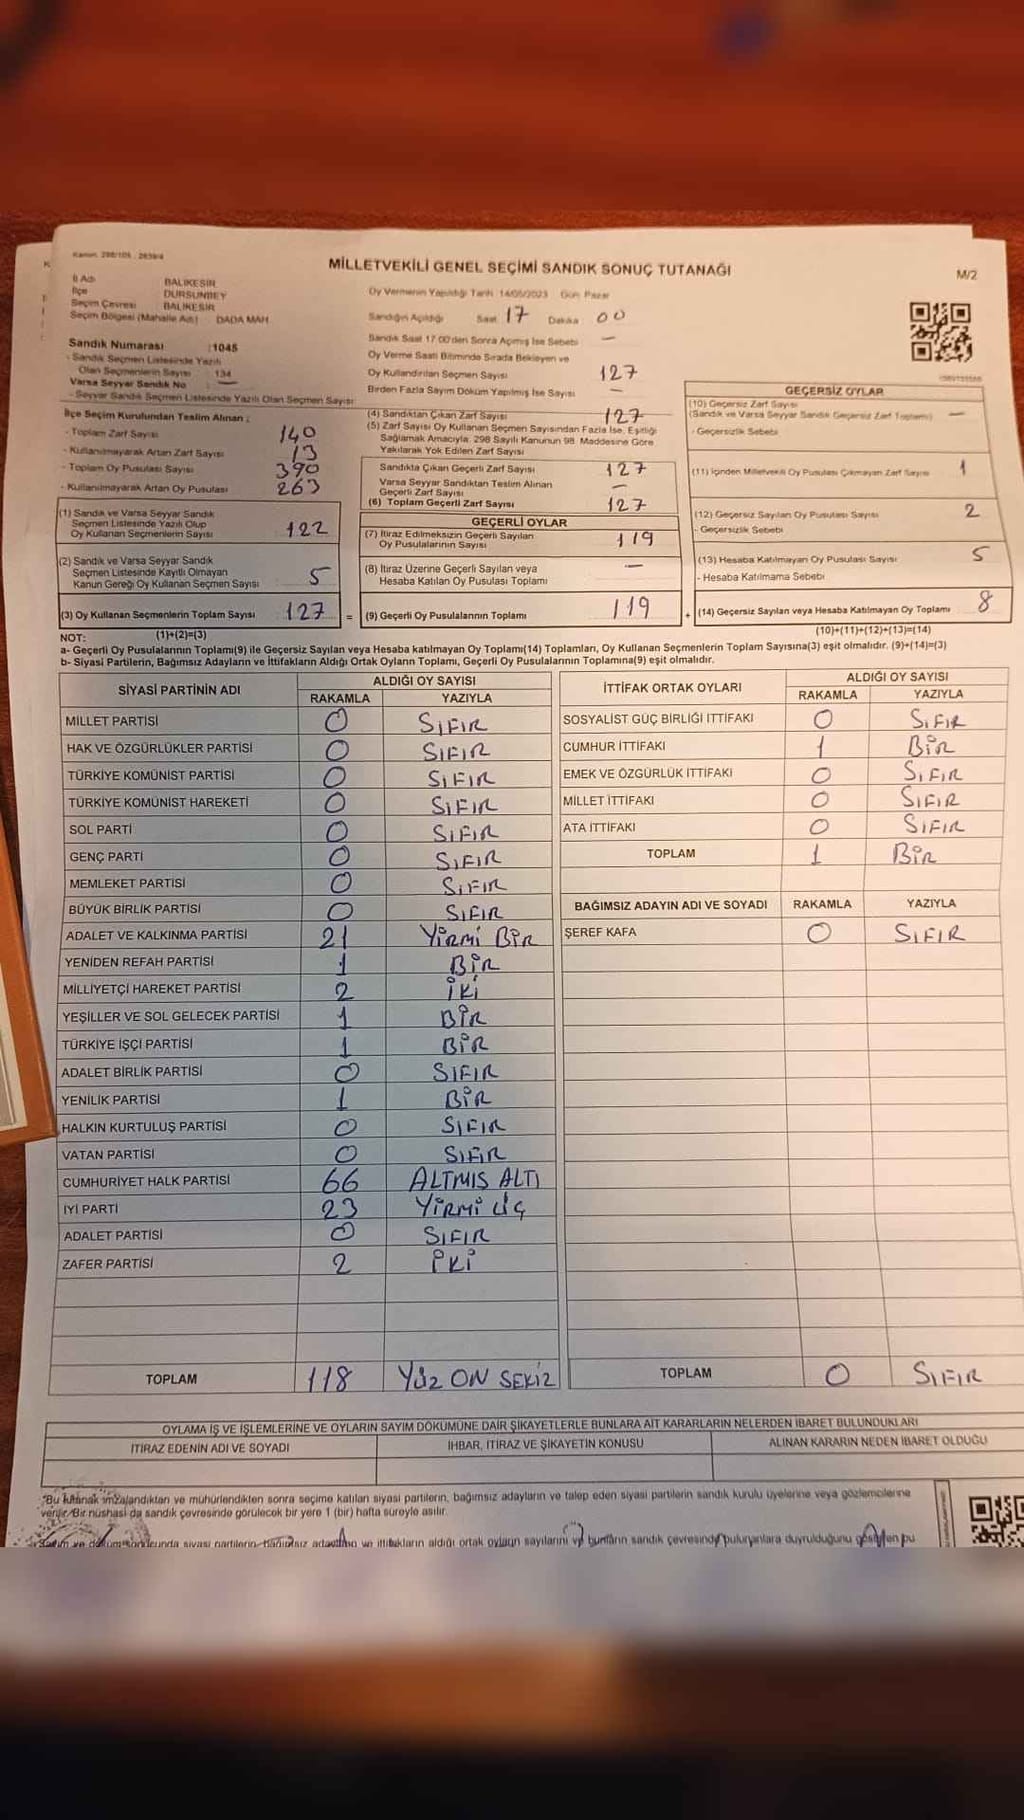 Kanun: 298/105 : 2839/4
MİLLETVEKİLİ GENEL SEÇİMİ SANDIK SONUÇ TUTANAĞI
M/2
İl Adı BALIKESİR
İlçe DURSUNBEY
Seçim Çevresi BALIKESİR
Seçim Bölgesi (Mahalle Adı) : DADA MAH.
Sandık Numarası :1045
- Sandık Seçmen Listesinde Yazılı
Olan Seçmenlerin Sayısı : 134
Varsa Seyyar Sandık No : —
- Seyyar Sandık Seçmen Listesinde Yazılı Olan Seçmen Sayısı:
Oy Vermenin Yapıldığı Tarih 14/05/2023 Gün Pazar
Sandığın Açıldığı Saat 17 Dakika 00
Sandık Saat 17:00'den Sonra Açımış İse Sebebi —
Oy Verme Saati Bitiminde Sırada Bekleyen ve
Oy Kullandırılan Seçmen Sayısı 127
Birden Fazla Sayım Döküm Yapılmış İse Sayısı —
İlçe Seçim Kurulundan Teslim Alınan ;
- Toplam Zarf Sayısı 140
- Kullanılmayarak Artan Zarf Sayısı 13
- Toplam Oy Pusulası Sayısı 390
- Kullanılmayarak Artan Oy Pusulası 263
(1) Sandık ve Varsa Seyyar Sandık
Seçmen Listesinde Yazılı Olup
Oy Kullanan Seçmenlerin Sayısı 122
(2) Sandık ve Varsa Seyyar Sandık
Seçmen Listesinde Kayıtlı Olmayan
Kanun Gereği Oy Kullanan Seçmen Sayısı 5
(3) Oy Kullanan Seçmenlerin Toplam Sayısı 127 =
(4) Sandıktan Çıkan Zarf Sayısı 127
(5) Zarf Sayısı Oy Kullanan Seçmen Sayısından Fazla İse, Eşitliği
Sağlamak Amacıyla, 298 Sayılı Kanunun 98. Maddesine Göre
Yakılarak Yok Edilen Zarf Sayısı
Sandıkta Çıkan Geçerli Zarf Sayısı 127
Varsa Seyyar Sandıktan Teslim Alınan
Geçerli Zarf Sayısı —
(6) Toplam Geçerli Zarf Sayısı 127
GEÇERLİ OYLAR
(7) İtiraz Edilmeksizin Geçerli Sayılan
Oy Pusulalarının Sayısı 119
(8) İtiraz Üzerine Geçerli Sayılan veya
Hesaba Katılan Oy Pusulası Toplamı —
(9) Geçerli Oy Pusulalarının Toplamı 119 +
GEÇERSİZ OYLAR
(10) Geçersiz Zarf Sayısı
(Sandık ve Varsa Seyyar Sandık Geçersiz Zarf Toplamı) —
- Geçersizlik Sebebi
(11) İçinden Milletvekili Oy Pusulası Çıkmayan Zarf Sayısı 1
(12) Geçersiz Sayılan Oy Pusulası Sayısı 2
- Geçersizlik Sebebi
(13) Hesaba Katılmayan Oy Pusulası Sayısı 5
- Hesaba Katılmama Sebebi
(14) Geçersiz Sayılan veya Hesaba Katılmayan Oy Toplamı 8
NOT: (1)+(2)=(3) (10)+(11)+(12)+(13)=(14)
a- Geçerli Oy Pusulalarının Toplamı(9) ile Geçersiz Sayılan veya Hesaba katılmayan Oy Toplamı(14) Toplamları, Oy Kullanan Seçmenlerin Toplam Sayısına(3) eşit olmalıdır. (9)+(14)=(3)
b- Siyasi Partilerin, Bağımsız Adayların ve İttifakların Aldığı Ortak Oyların Toplamı, Geçerli Oy Pusulalarının Toplamına(9) eşit olmalıdır.
SİYASİ PARTİNİN ADI ALDIĞI OY SAYISI
RAKAMLA YAZIYLA
MİLLET PARTİSİ 0 SIFIR
HAK VE ÖZGÜRLÜKLER PARTİSİ 0 SIFIR
TÜRKİYE KOMÜNİST PARTİSİ 0 SIFIR
TÜRKİYE KOMÜNİST HAREKETİ 0 SIFIR
SOL PARTİ 0 SIFIR
GENÇ PARTİ 0 SIFIR
MEMLEKET PARTİSİ 0 SIFIR
BÜYÜK BİRLİK PARTİSİ 0 SIFIR
ADALET VE KALKINMA PARTİSİ 21 YİRMİ BİR
YENİDEN REFAH PARTİSİ 1 BİR
MİLLİYETÇİ HAREKET PARTİSİ 2 İKİ
YEŞİLLER VE SOL GELECEK PARTİSİ 1 BİR
TÜRKİYE İŞÇİ PARTİSİ 1 BİR
ADALET BİRLİK PARTİSİ 0 SIFIR
YENİLİK PARTİSİ 1 BİR
HALKIN KURTULUŞ PARTİSİ 0 SIFIR
VATAN PARTİSİ 0 SIFIR
CUMHURİYET HALK PARTİSİ 66 ALTMIS ALTI
İYİ PARTİ 23 YİRMİ ÜÇ
ADALET PARTİSİ 0 SIFIR
ZAFER PARTİSİ 2 İKİ
TOPLAM 118 YÜZ ON SEKİZ
İTTİFAK ORTAK OYLARI ALDIĞI OY SAYISI
RAKAMLA YAZIYLA
SOSYALİST GÜÇ BİRLİĞİ İTTİFAKI 0 SIFIR
CUMHUR İTTİFAKI 1 BİR
EMEK VE ÖZGÜRLÜK İTTİFAKI 0 SIFIR
MİLLET İTTİFAKI 0 SIFIR
ATA İTTİFAKI 0 SIFIR
TOPLAM 1 BİR
BAĞIMSIZ ADAYIN ADI VE SOYADI RAKAMLA YAZIYLA
ŞEREF KAFA 0 SIFIR
TOPLAM 0 SIFIR
OYLAMA İŞ VE İŞLEMLERİNE VE OYLARIN SAYIM DÖKÜMÜNE DAİR ŞİKAYETLERLE BUNLARA AİT KARARLARIN NELERDEN İBARET BULUNDUKLARI
İTİRAZ EDENİN ADI VE SOYADI İHBAR, İTİRAZ VE ŞİKAYETİN KONUSU ALINAN KARARIN NEDEN İBARET OLDUĞU
"Bu tutanak imzalandıktan ve mühürlendikten sonra seçime katılan siyasi partilerin, bağımsız adayların ve talep eden siyasi partilerin sandık kurulu üyelerine veya gözlemcilerine
verilir. Bir nüshası da sandık çevresinde görülecek bir yere 1 (bir) hafta süreyle asılır.
Sayım ve döküm sonucunda siyasi partilerin, bağımsız adayların ve ittifakların aldığı ortak oyların sayılarını ve bunların sandık çevresinde bulunanlara duyrulduğunu gösteren bu